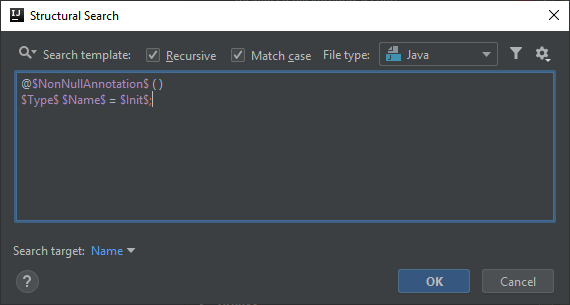 Structural Search
Search template: Recursive Match case File type: Java
@$NonNullAnnotation$ ()
$Type$ $Name$ = $Init$;
Search target: Name
? OK Cancel